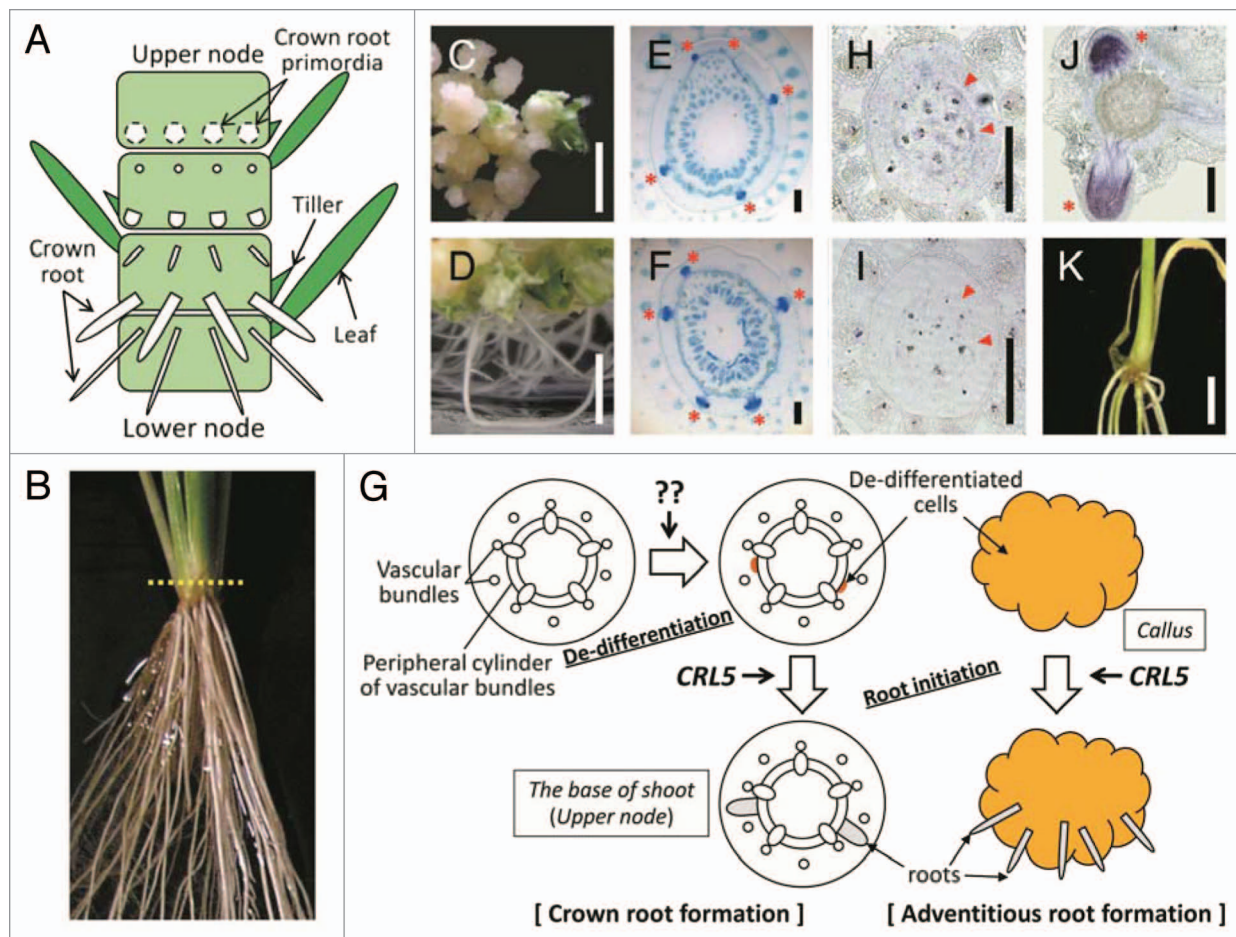 A
Upper node
Crown root
primordia
Crown
root
Tiller
Leaf
Lower node
B
C
D
E
*
*
*
*
*
F
*
*
*
*
*
H
I
J
*
*
K
G
??
De-differentiated
cells
Vascular
bundles
Peripheral cylinder
of vascular bundles
De-differentiation
Callus
CRL5
Root initiation
CRL5
The base of shoot
(Upper node)
roots
[ Crown root formation ]
[ Adventitious root formation ]